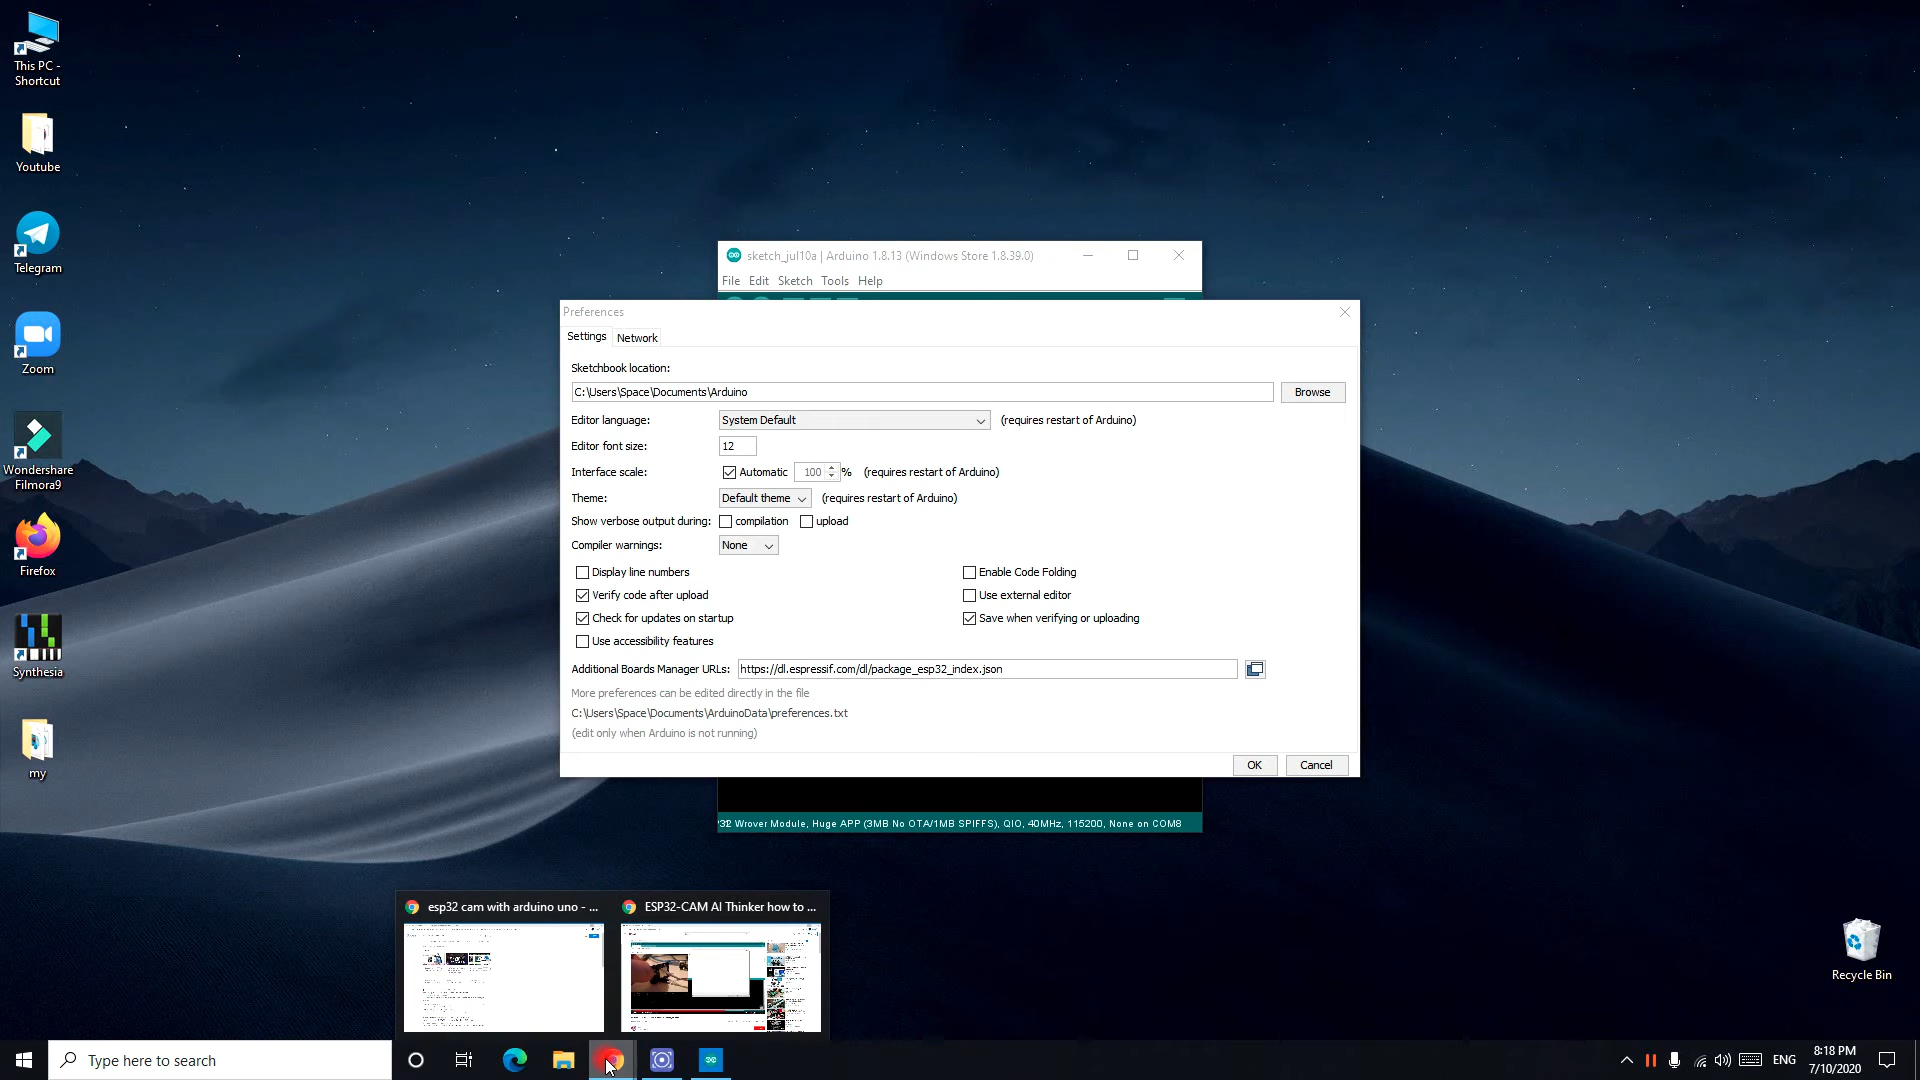 This PC -
Shortcut
Youtube
Telegram
Zoom
Wondershare
Filmora9
Firefox
Synthesia
my
sketch_jul10a | Arduino 1.8.13 (Windows Store 1.8.39.0)
File Edit Sketch Tools Help
Preferences
Settings Network
Sketchbook location:
C:\Users\Space\Documents\Arduino Browse
Editor language: System Default (requires restart of Arduino)
Editor font size: 12
Interface scale: Automatic 100 % (requires restart of Arduino)
Theme: Default theme (requires restart of Arduino)
Show verbose output during: compilation upload
Compiler warnings: None
Display line numbers Enable Code Folding
Verify code after upload Use external editor
Check for updates on startup Save when verifying or uploading
Use accessibility features
Additional Boards Manager URLs: https://dl.espressif.com/dl/package_esp32_index.json
More preferences can be edited directly in the file
C:\Users\Space\Documents\ArduinoData\preferences.txt
(edit only when Arduino is not running)
OK Cancel
Wrover Module, Huge APP (3MB No OTA/1MB SPIFFS), QIO, 40MHz, 115200, None on COM8
esp32 cam with arduino uno - ... ESP32-CAM AI Thinker how to ...
Recycle Bin
Type here to search
ENG
8:18 PM
7/10/2020